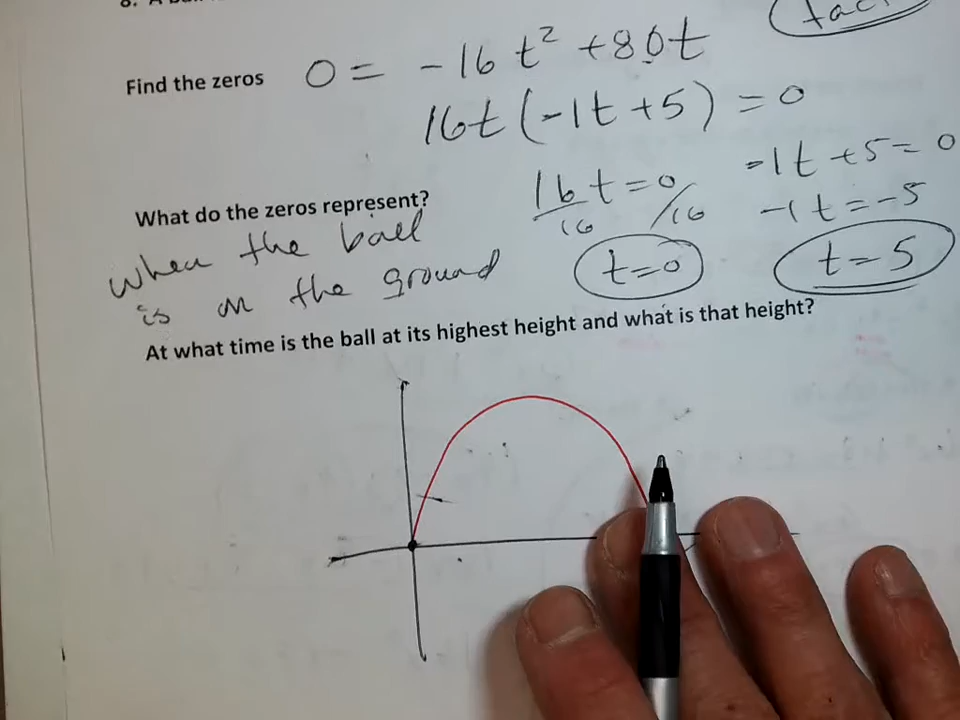 Find the zeros 0 = -16t² + 80t
16t (-1t + 5) = 0
16t = 0 -1t + 5 = 0
16 /16 -1t = -5
t = 0 t = 5
What do the zeros represent?
when the ball
is on the ground
At what time is the ball at its highest height and what is that height?